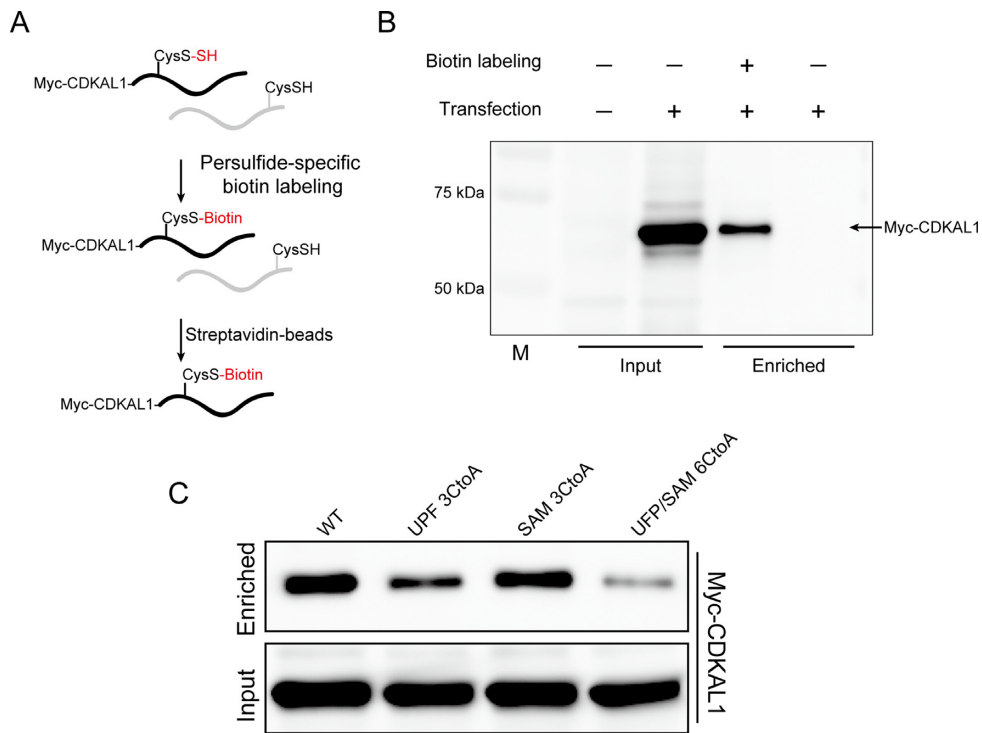 A
CysS-SH
Myc-CDKAL1-
CysSH
Persulfide-specific
biotin labeling
CysS-Biotin
Myc-CDKAL1-
CysSH
Streptavidin-beads
CysS-Biotin
Myc-CDKAL1-
B
Biotin labeling — — + —
Transfection — + + +
75 kDa
Myc-CDKAL1
50 kDa
M
Input
Enriched
C
WT
UPF 3CtoA
SAM 3CtoA
UFP/SAM 6CtoA
Enriched
Input
Myc-CDKAL1